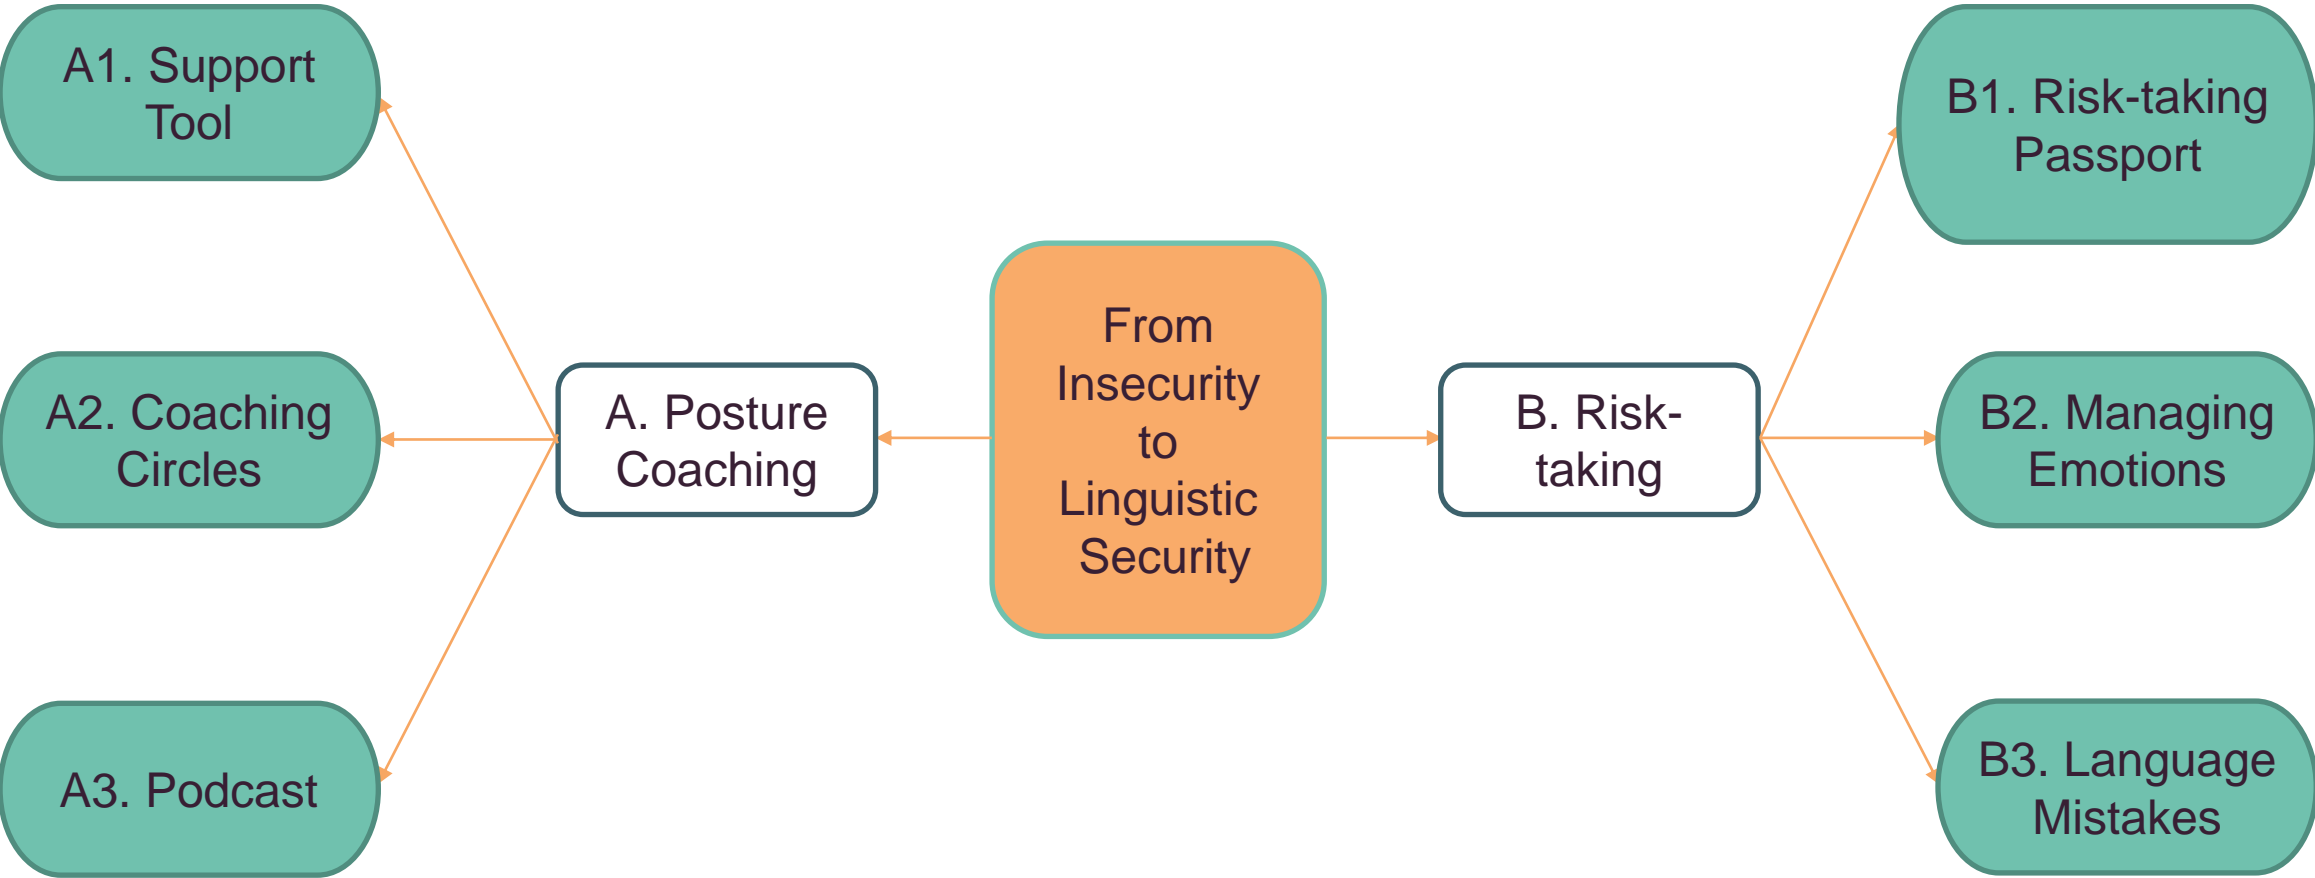 A1. Support
Tool
A2. Coaching
Circles
A3. Podcast
A. Posture
Coaching
From
Insecurity
to
Linguistic
Security
B. Risk-
taking
B1. Risk-taking
Passport
B2. Managing
Emotions
B3. Language
Mistakes